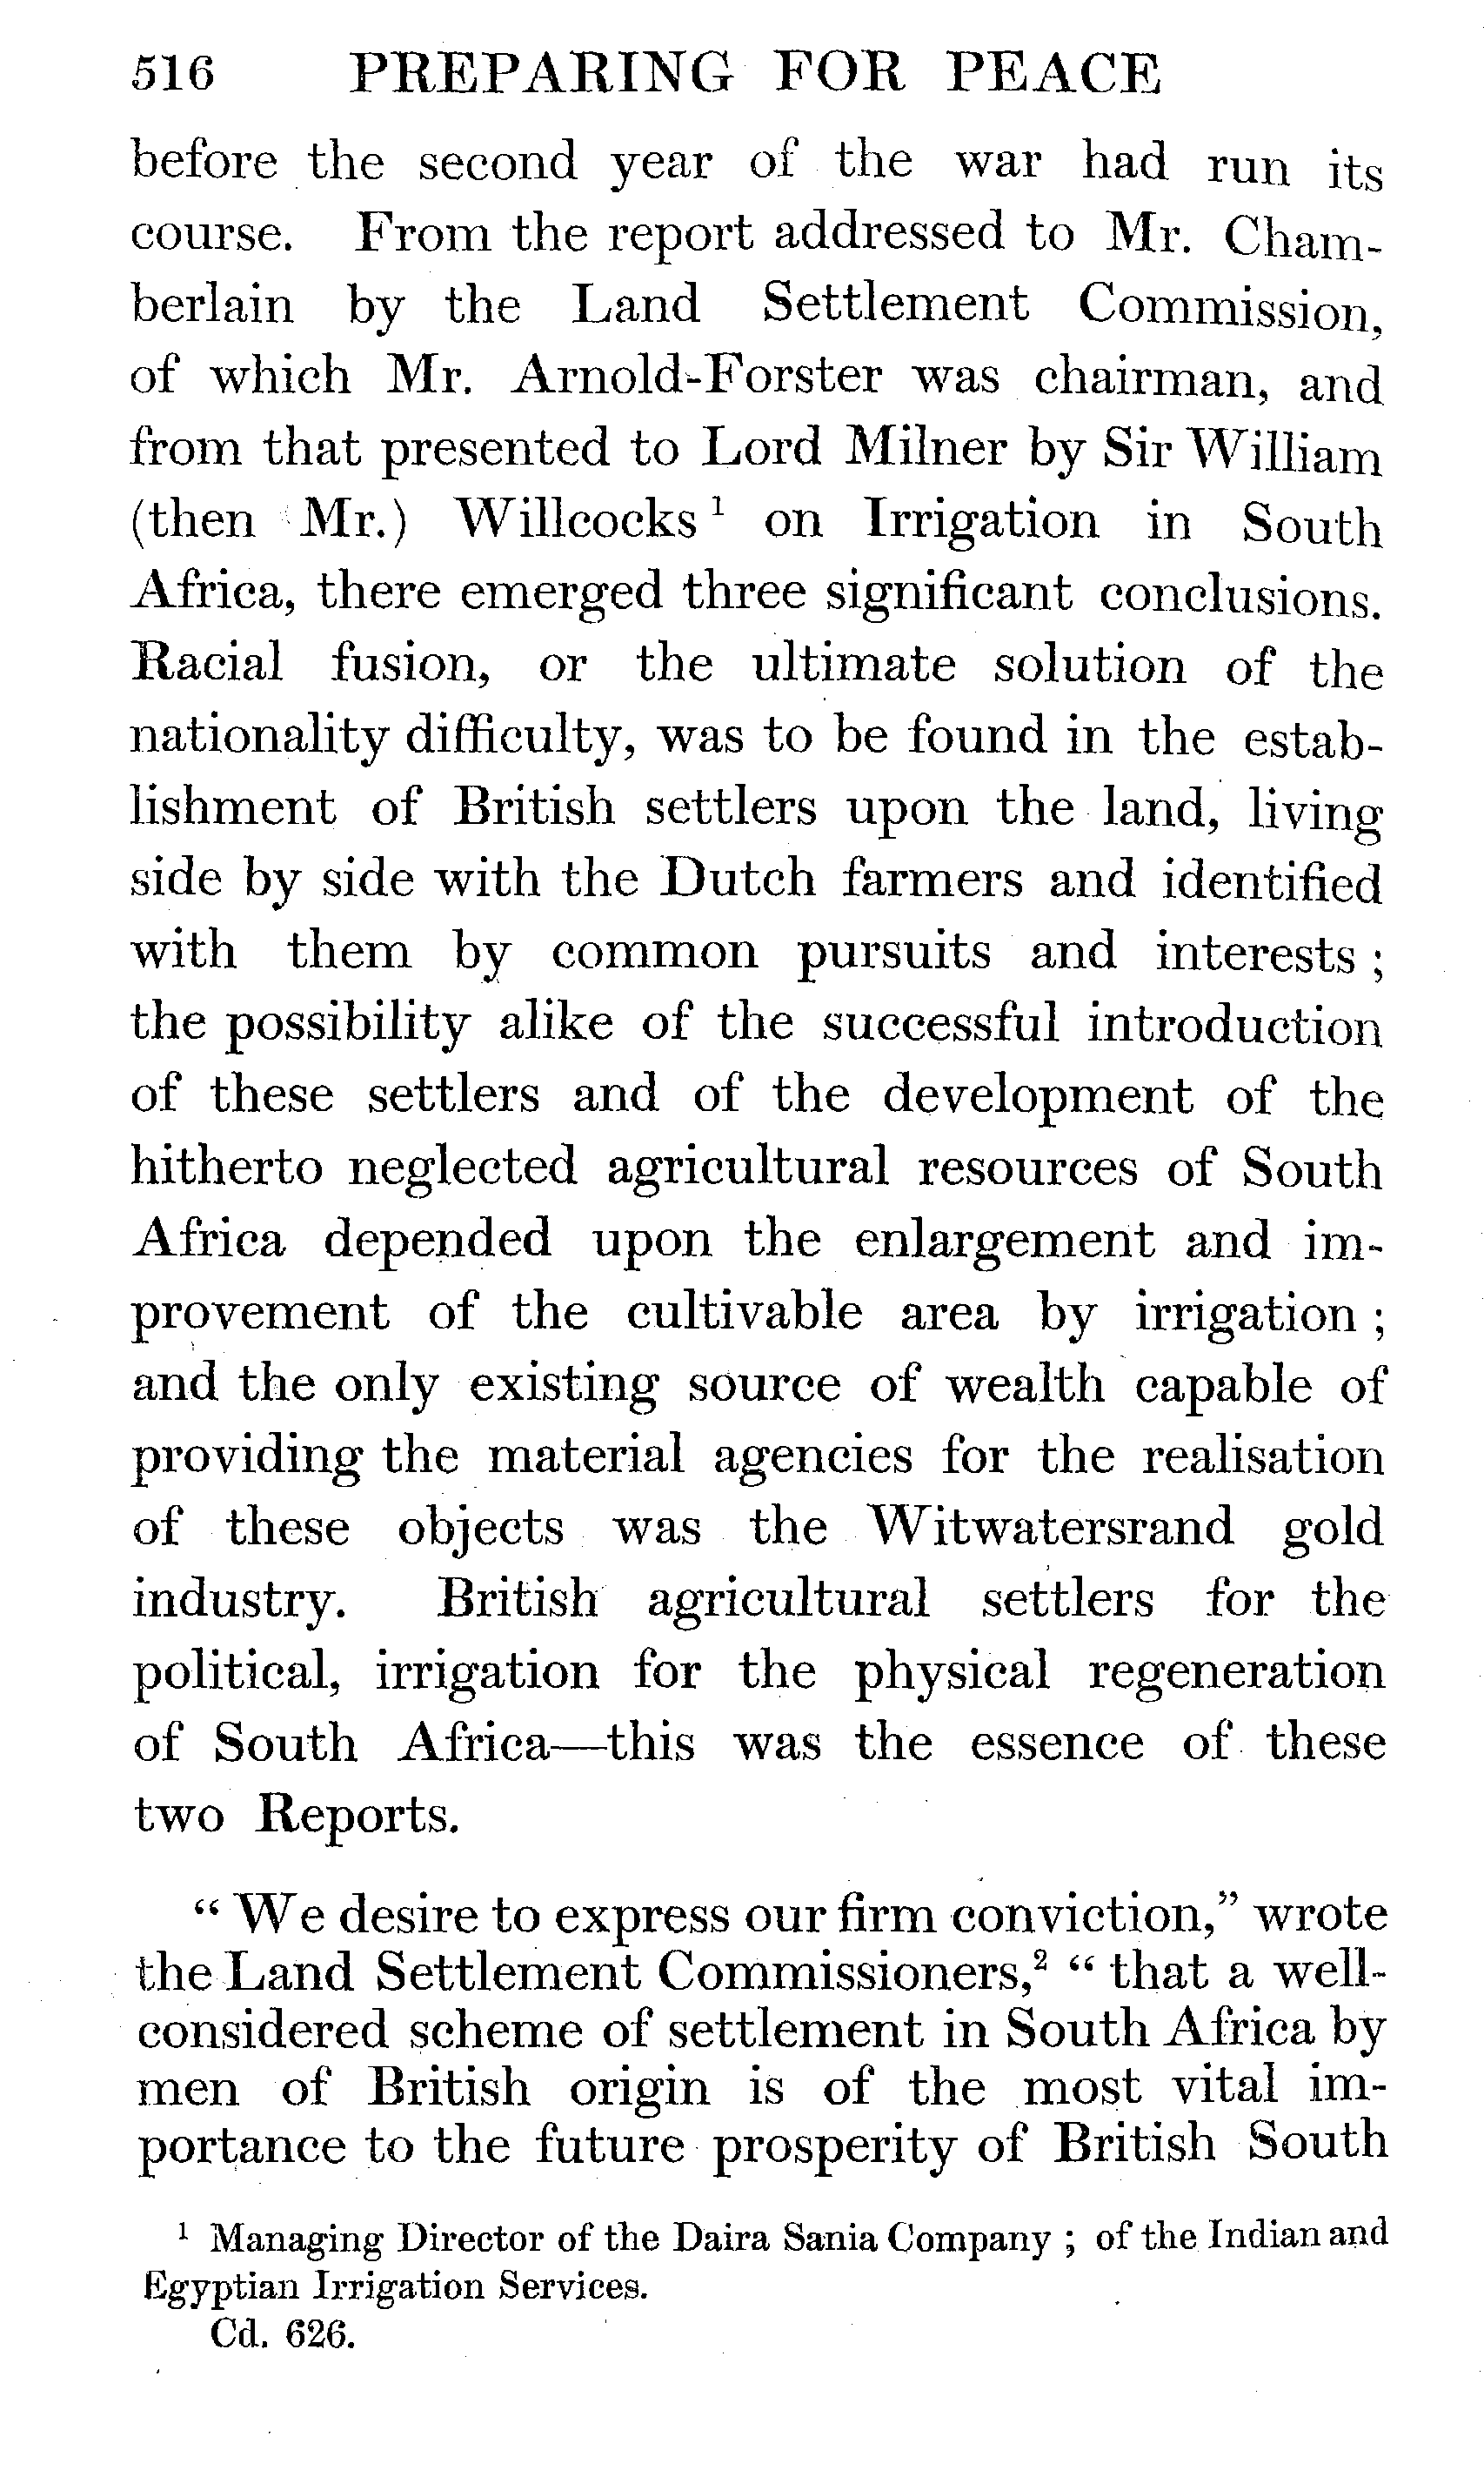 516 PREPARING FOR PEACE
before the second year of the war had run its
course. From the report addressed to Mr. Cham-
berlain by the Land Settlement Commission,
of which Mr. Arnold-Forster was chairman, and
from that presented to Lord Milner by Sir William
(then Mr.) Willcocks ¹ on Irrigation in South
Africa, there emerged three significant conclusions.
Racial fusion, or the ultimate solution of the
nationality difficulty, was to be found in the estab-
lishment of British settlers upon the land, living
side by side with the Dutch farmers and identified
with them by common pursuits and interests ;
the possibility alike of the successful introduction
of these settlers and of the development of the
hitherto neglected agricultural resources of South
Africa depended upon the enlargement and im-
provement of the cultivable area by irrigation ;
and the only existing source of wealth capable of
providing the material agencies for the realisation
of these objects was the Witwatersrand gold
industry. British agricultural settlers for the
political, irrigation for the physical regeneration
of South Africa—this was the essence of these
two Reports.
“ We desire to express our firm conviction,” wrote
the Land Settlement Commissioners,² “ that a well-
considered scheme of settlement in South Africa by
men of British origin is of the most vital im-
portance to the future prosperity of British South
¹ Managing Director of the Daira Sania Company ; of the Indian and
Egyptian Irrigation Services.
Cd. 626.